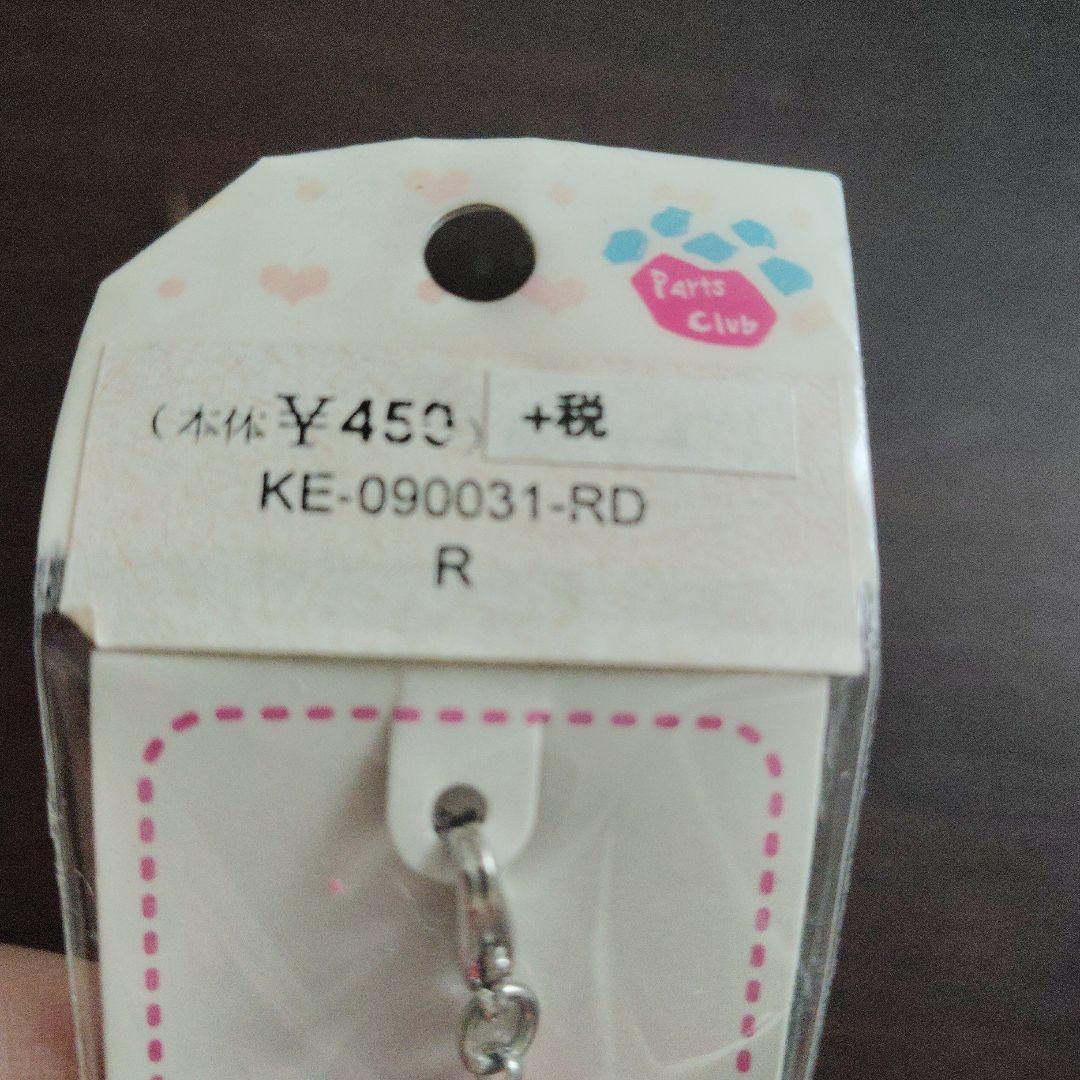 Parts
Club
(本体¥450) +税
KE-090031-RD
R